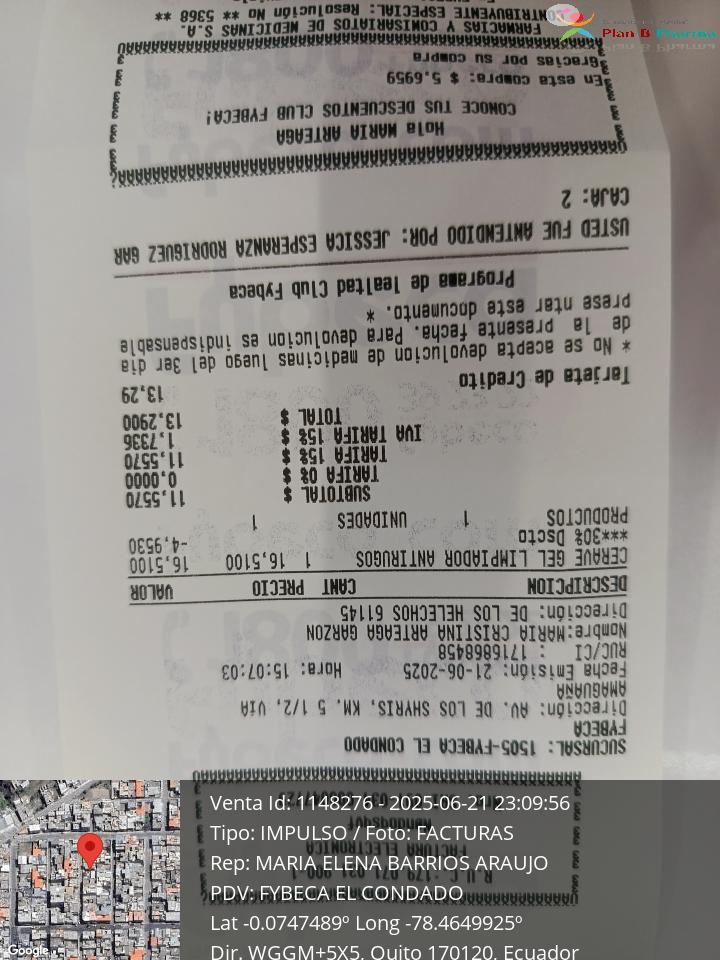 Plan B Pharma
R.U.C.:179 071 031 900-1
FACTURA ELECTRONICA
SUCURSAL: 1505-FYBECA EL CONDADO
FYBECA
Dirección: AV. DE LOS SHYRIS, KM. 5 1/2, VIA
AMAGUAÑA
Fecha Emisión: 21-06-2025 Hora: 15:07:03
RUC/CI : 1716868458
Nombre:MARIA CRISTINA ARTEAGA GARZON
Dirección: DE LOS HELECHOS 61145
DESCRIPCION CANT PRECIO VALOR
CERAVE GEL LIMPIADOR ANTIRUGOS 1 16,5100 16,5100
***30% Dscto -4,9530
PRODUCTOS 1 UNIDADES 1
SUBTOTAL $ 11,5570
TARIFA 0% $ 0,0000
TARIFA 15% $ 11,5570
IVA TARIFA 15% $ 1,7336
TOTAL $ 13,2900
Tarjeta de Credito 13,29
* No se acepta devolucion de medicinas luego del 3er dia
de la presente fecha. Para devolucion es indispensable
prese ntar este documento. *
Programa de lealtad Club Fybeca
USTED FUE ANTENDIDO POR: JESSICA ESPERANZA RODRIGUEZ GAR
CAJA: 2
Hola MARIA ARTEAGA
CONOCE TUS DESCUENTOS CLUB FYBECA!
En esta compra: $ 5.6959
Gracias por su compra
FARMACIAS Y COMISARIATOS DE MEDICINAS S.A.
CONTRIBUYENTE ESPECIAL: Resolución No ** 5368 **
Venta Id: 1148276 - 2025-06-21 23:09:56
Tipo: IMPULSO / Foto: FACTURAS
Rep: MARIA ELENA BARRIOS ARAUJO
PDV: FYBECA EL CONDADO
Lat -0.0747489º Long -78.4649925º
Dir. WGGM+5X5, Quito 170120, Ecuador
Google